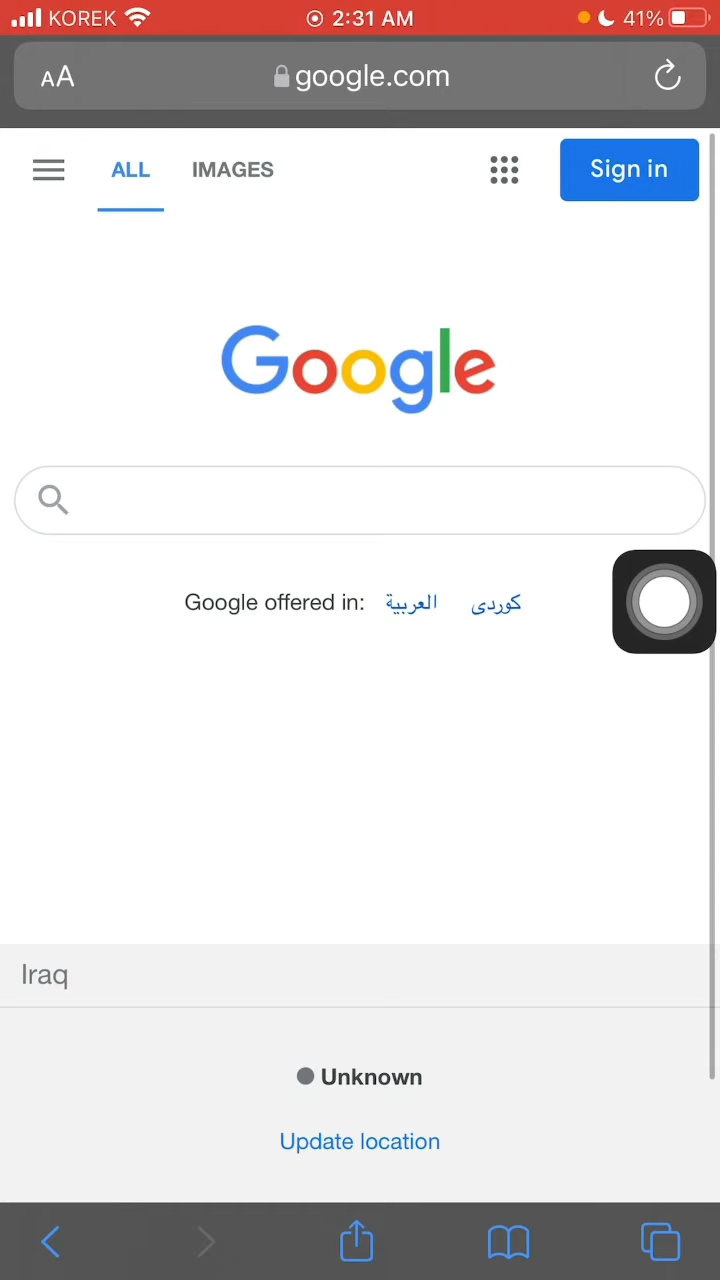 KOREK 2:31 AM 41%
AA google.com
ALL IMAGES Sign in
Google
Google offered in: العربية کوردی
Iraq
Unknown
Update location